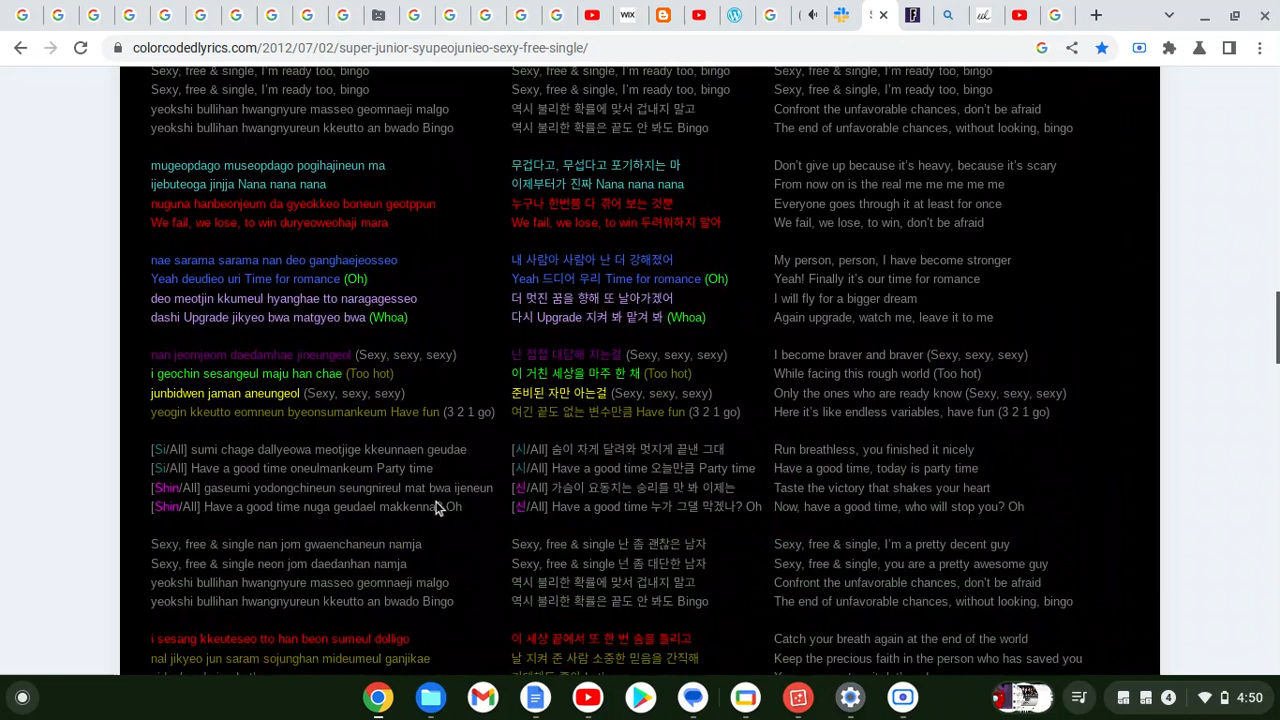 colorcodedlyrics.com/2012/07/02/super-junior-syupeojunieo-sexy-free-single/
Sexy, free & single, I'm ready too, bingo
Sexy, free & single, I'm ready too, bingo
yeokshi bullihan hwangnyureun masseo geomnaeji malgo
yeokshi bullihan hwangnyureun kkeutto an bwado Bingo
mugeopdago museopdago pogihajineun ma
ijebuteoga jinjja Nana nana nana
nuguna hanbeonjeum da gyeokkeo boneun geotppun
We fail, we lose, to win duryeoweohaji mara
nae sarama sarama nan deo ganghaejeosseo
Yeah deudieo uri Time for romance (Oh)
deo meotjin kkumeul hyanghae tto naragagesseo
dashi Upgrade jikyeo bwa matgyeo bwa (Whoa)
nan jeomjeom daedamhae jineungeol (Sexy, sexy, sexy)
i geochin sesangeul maju han chae (Too hot)
junbidwen jaman aneungeol (Sexy, sexy, sexy)
yeogin kkeutto eomneun byeonsumankeum Have fun (3 2 1 go)
[Si/All] sumi chage dallyeowa meotjige kkeunnaen geudae
[Si/All] Have a good time oneulmankeum Party time
[Shin/All] gaseumi yodongchineun seungnireul mat bwa ijeneun
[Shin/All] Have a good time nuga geudael makkenna Oh
Sexy, free & single nan jom gwaenchaneun namja
Sexy, free & single neon jom daedanhan namja
yeokshi bullihan hwangnyure masseo geomnaeji malgo
yeokshi bullihan hwangnyureun kkeutto an bwado Bingo
i sesang kkeuteseo tto han beon sumeul dolligo
nal jikyeo jun saram sojunghan mideumeul ganjikae
Sexy, free & single, I'm ready too, bingo
Sexy, free & single, I'm ready too, bingo
역시 불리한 확률에 맞서 겁내지 말고
역시 불리한 확률은 끝도 안 봐도 Bingo
무겁다고, 무섭다고 포기하지는 마
이제부터가 진짜 Nana nana nana
누구나 한번쯤 다 겪어 보는 것뿐
We fail, we lose, to win 두려워하지 말아
내 사람아 사람아 난 더 강해졌어
Yeah 드디어 우리 Time for romance (Oh)
더 멋진 꿈을 향해 또 날아가겠어
다시 Upgrade 지켜 봐 맡겨 봐 (Whoa)
난 점점 대담해 지는걸 (Sexy, sexy, sexy)
이 거친 세상을 마주 한 채 (Too hot)
준비된 자만 아는걸 (Sexy, sexy, sexy)
여긴 끝도 없는 변수만큼 Have fun (3 2 1 go)
[시/All] 숨이 차게 달려와 멋지게 끝낸 그대
[시/All] Have a good time 오늘만큼 Party time
[신/All] 가슴이 요동치는 승리를 맛 봐 이제는
[신/All] Have a good time 누가 그댈 막겠나? Oh
Sexy, free & single 난 좀 괜찮은 남자
Sexy, free & single 넌 좀 대단한 남자
역시 불리한 확률에 맞서 겁내지 말고
역시 불리한 확률은 끝도 안 봐도 Bingo
이 세상 끝에서 또 한 번 숨을 돌리고
날 지켜 준 사람 소중한 믿음을 간직해
Sexy, free & single, I'm ready too, bingo
Sexy, free & single, I'm ready too, bingo
Confront the unfavorable chances, don't be afraid
The end of unfavorable chances, without looking, bingo
Don't give up because it's heavy, because it's scary
From now on is the real me me me me me me
Everyone goes through it at least for once
We fail, we lose, to win, don't be afraid
My person, person, I have become stronger
Yeah! Finally it's our time for romance
I will fly for a bigger dream
Again upgrade, watch me, leave it to me
I become braver and braver (Sexy, sexy, sexy)
While facing this rough world (Too hot)
Only the ones who are ready know (Sexy, sexy, sexy)
Here it's like endless variables, have fun (3 2 1 go)
Run breathless, you finished it nicely
Have a good time, today is party time
Taste the victory that shakes your heart
Now, have a good time, who will stop you? Oh
Sexy, free & single, I'm a pretty decent guy
Sexy, free & single, you are a pretty awesome guy
Confront the unfavorable chances, don't be afraid
The end of unfavorable chances, without looking, bingo
Catch your breath again at the end of the world
Keep the precious faith in the person who has saved you
4
4:50